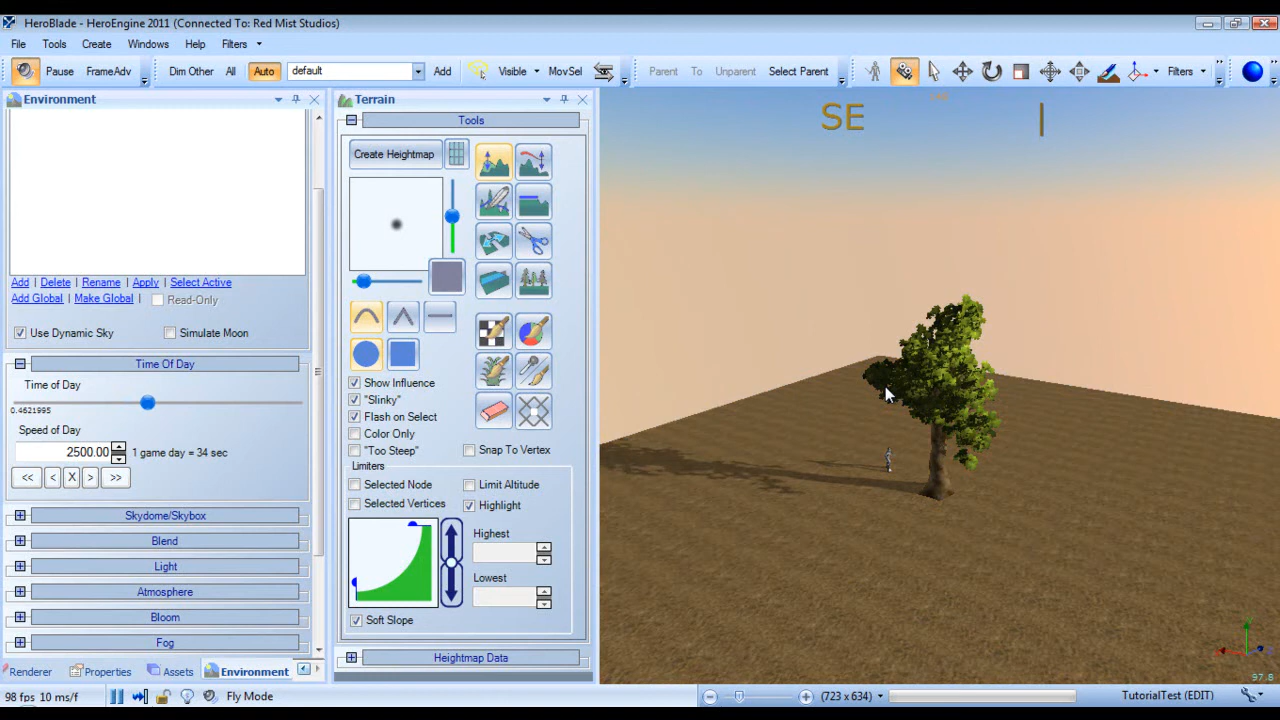 HeroBlade - HeroEngine 2011 (Connected To: Red Mist Studios)
File Tools Create Windows Help Filters
Pause FrameAdv Dim Other All Auto default Add Visible MovSel Parent To Unparent Select Parent Filters
Environment
Add | Delete | Rename | Apply | Select Active
Add Global | Make Global | Read-Only
Use Dynamic Sky Simulate Moon
Time Of Day
Time of Day
0.4621995
Speed of Day
2500.00 1 game day = 34 sec
<< < X > >>
Skydome/Skybox
Blend
Light
Atmosphere
Bloom
Fog
Renderer Properties Assets Environment
Terrain
Tools
Create Heightmap
Show Influence
"Slinky"
Flash on Select
Color Only
"Too Steep" Snap To Vertex
Limiters
Selected Node Limit Altitude
Selected Vertices Highlight
Highest
Lowest
Soft Slope
Heightmap Data
SE |
97.8
98 fps 10 ms/f Fly Mode (723 x 634) TutorialTest (EDIT)